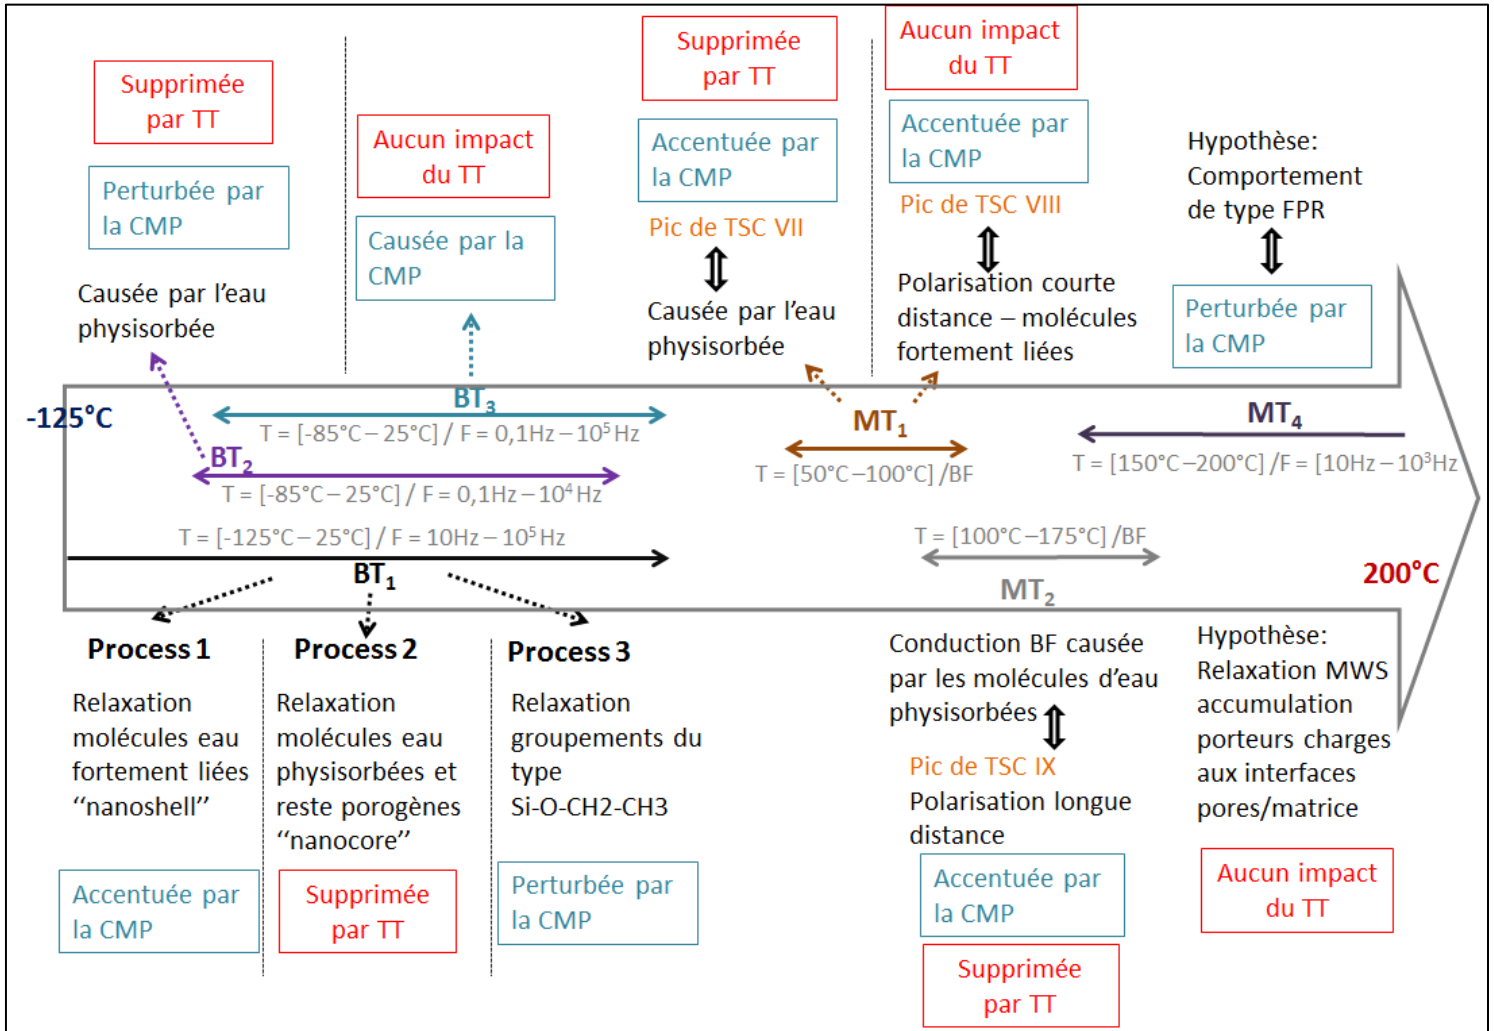 Supprimée
par TT
Perturbée par
la CMP
Causée par l'eau
physisorbée
Aucun impact
du TT
Causée par la
CMP
Supprimée
par TT
Accentuée par
la CMP
Pic de TSC VII
Causée par l'eau
physisorbée
Aucun impact
du TT
Accentuée par
la CMP
Pic de TSC VIII
Polarisation courte
distance – molécules
fortement liées
Hypothèse:
Comportement
de type FPR
Perturbée par
la CMP
-125°C
BT3
T = [-85°C – 25°C] / F = 0,1Hz – 10⁵ Hz
BT2
T = [-85°C – 25°C] / F = 0,1Hz – 10⁴ Hz
T = [-125°C – 25°C] / F = 10Hz – 10⁵ Hz
BT1
MT1
T = [50°C – 100°C] /BF
MT4
T = [150°C –200°C] /F = [10Hz – 10³Hz
T = [100°C –175°C] /BF
MT2
200°C
Process 1
Relaxation
molécules eau
fortement liées
‘‘nanoshell’’
Accentuée par
la CMP
Process 2
Relaxation
molécules eau
physisorbées et
reste porogènes
‘‘nanocore’’
Supprimée
par TT
Process 3
Relaxation
groupements du
type
Si-O-CH2-CH3
Perturbée par
la CMP
Conduction BF causée
par les molécules d'eau
physisorbées
Pic de TSC IX
Polarisation longue
distance
Accentuée par
la CMP
Supprimée
par TT
Hypothèse:
Relaxation MWS
accumulation
porteurs charges
aux interfaces
pores/matrice
Aucun impact
du TT